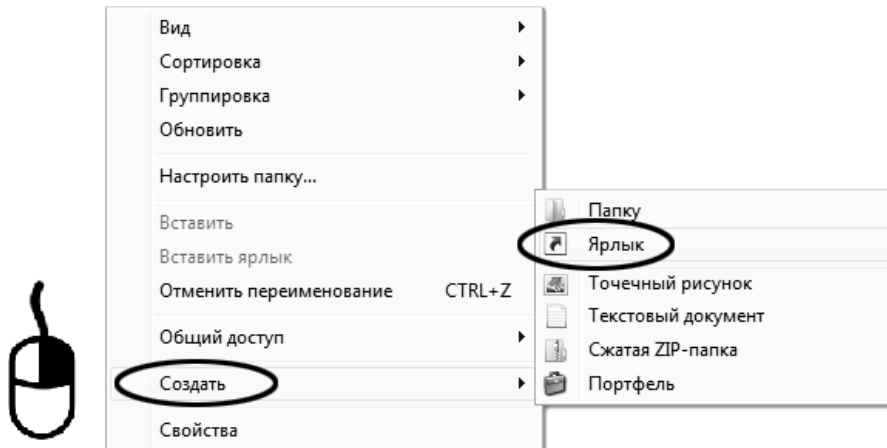 Вид
Сортировка
Группировка
Обновить
Настроить папку...
Вставить
Вставить ярлык
Отменить переименование CTRL+Z
Общий доступ
Создать
Свойства
Папку
Ярлык
Точечный рисунок
Текстовый документ
Сжатая ZIP-папка
Портфель